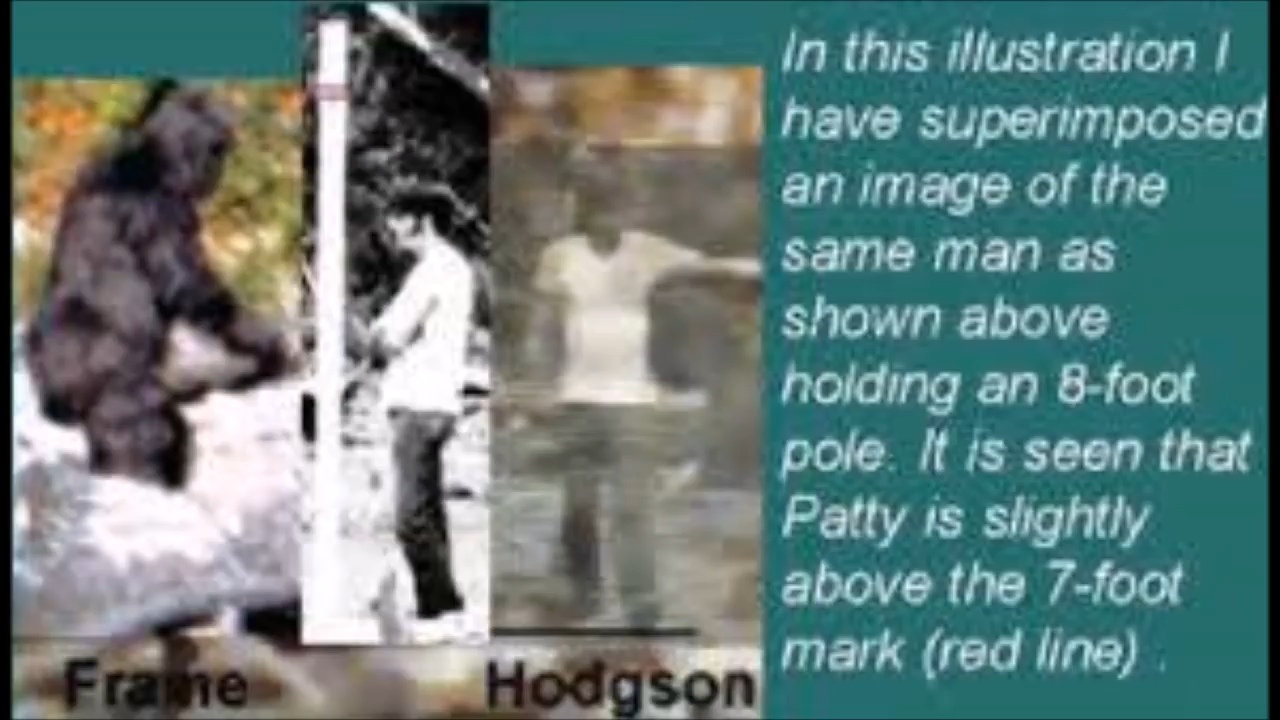 In this illustration I
have superimposed
an image of the
same man as
shown above
holding an 8-foot
pole. It is seen that
Patty is slightly
above the 7-foot
mark (red line) .
Frame
Hodgson